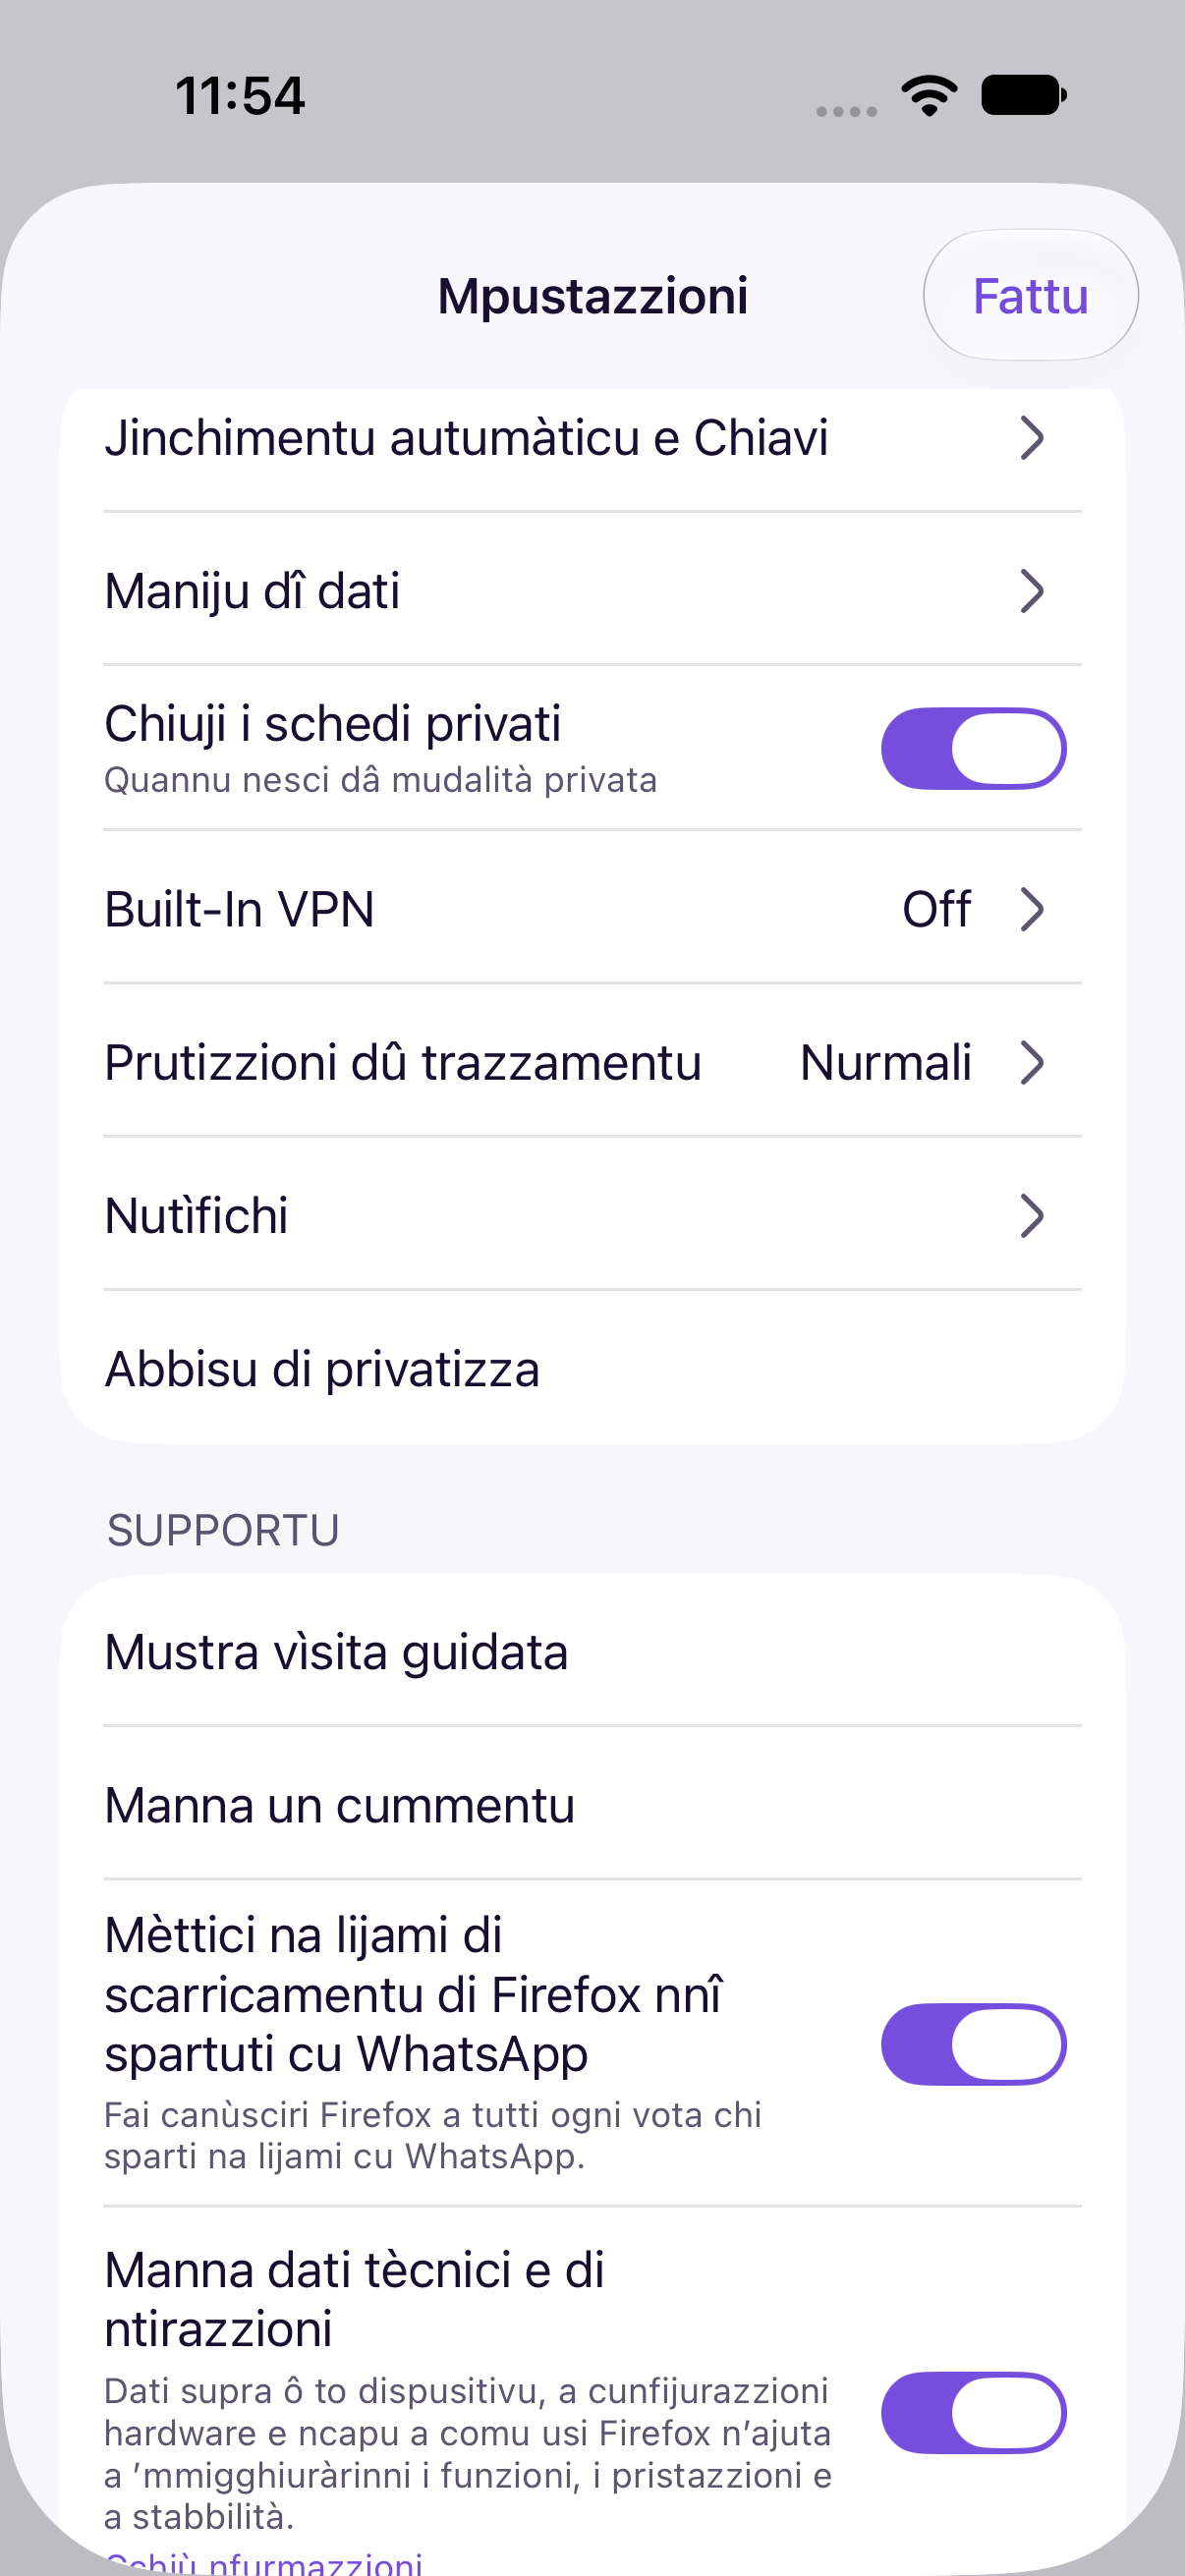 11:54
Mpustazzioni
Fattu
Jinchimentu autumàticu e Chiavi
Maniju dî dati
Chiuji i schedi privati
Quannu nesci dâ mudalità privata
Built-In VPN
Off
Prutizzioni dû trazzamentu
Nurmali
Nutìfichi
Abbisu di privatizza
SUPPORTU
Mustra vìsita guidata
Manna un cummentu
Mèttici na lijami di
scarricamentu di Firefox nnî
spartuti cu WhatsApp
Fai canùsciri Firefox a tutti ogni vota chi
sparti na lijami cu WhatsApp.
Manna dati tècnici e di
ntirazzioni
Dati supra ô to dispusitivu, a cunfijurazzioni
hardware e ncapu a comu usi Firefox n’ajuta
a ’mmigghiuràrinni i funzioni, i pristazzioni e
a stabbilità.
Cchiù nfurmazzioni